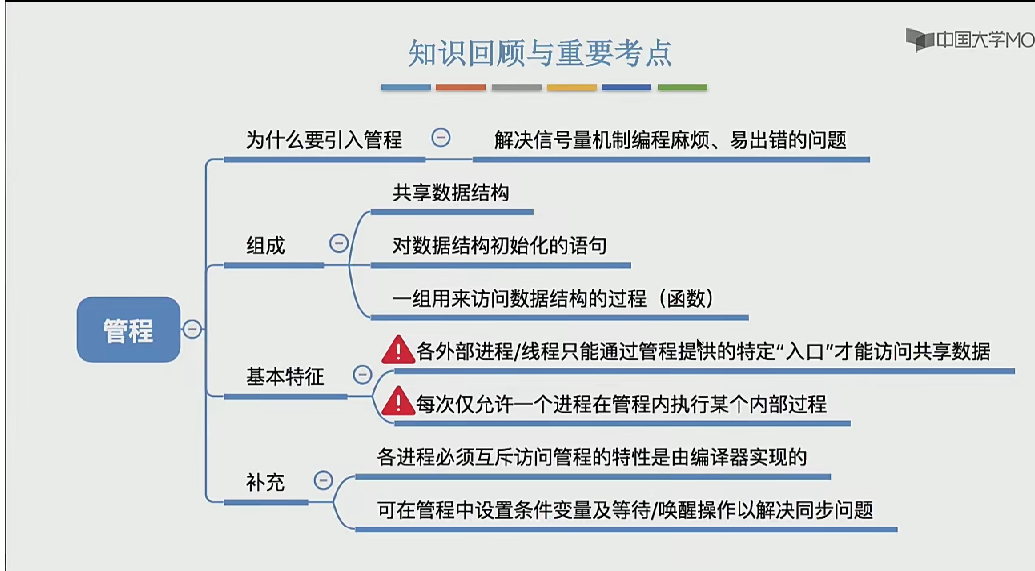 知识回顾与重要考点
中国大学MO
为什么要引入管程
解决信号量机制编程麻烦、易出错的问题
共享数据结构
组成
对数据结构初始化的语句
一组用来访问数据结构的过程（函数）
管程
各外部进程/线程只能通过管程提供的特定“入口”才能访问共享数据
基本特征
每次仅允许一个进程在管程内执行某个内部过程
各进程必须互斥访问管程的特性是由编译器实现的
补充
可在管程中设置条件变量及等待/唤醒操作以解决同步问题